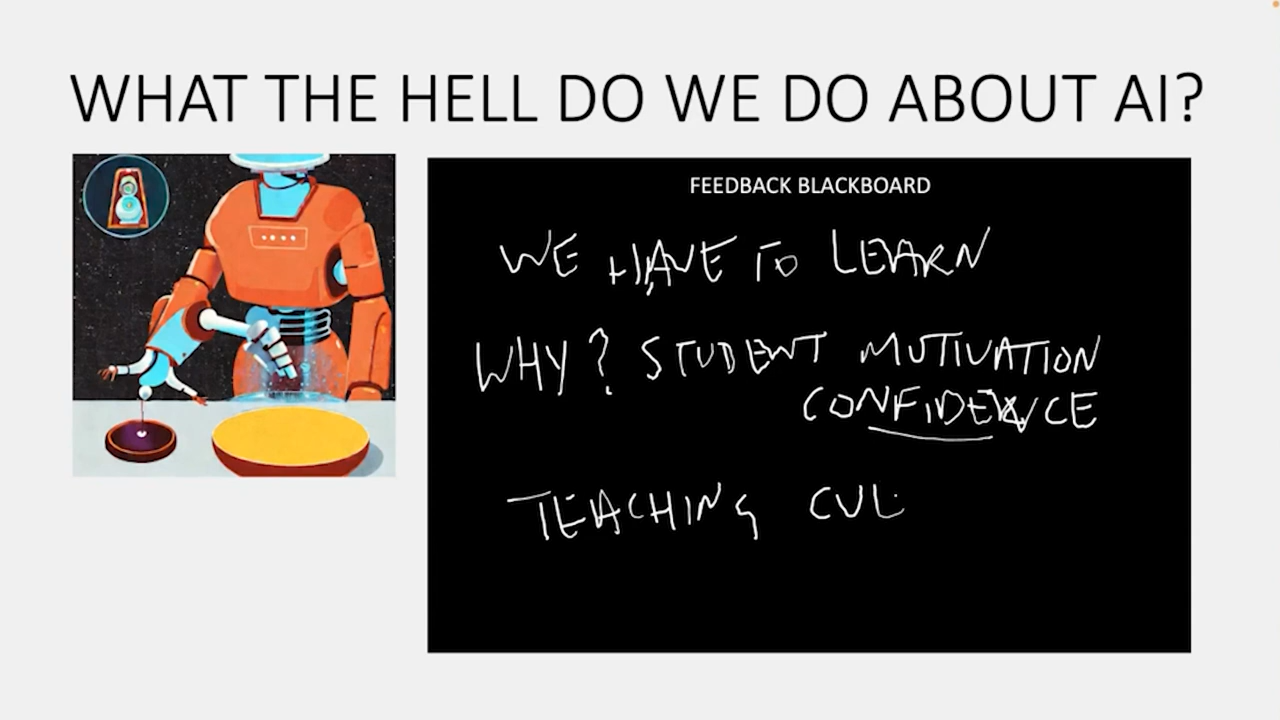 WHAT THE HELL DO WE DO ABOUT AI?
FEEDBACK BLACKBOARD
WE HAVE TO LEARN
WHY? STUDENT MOTIVATION
CONFIDENCE
TEACHING CUL